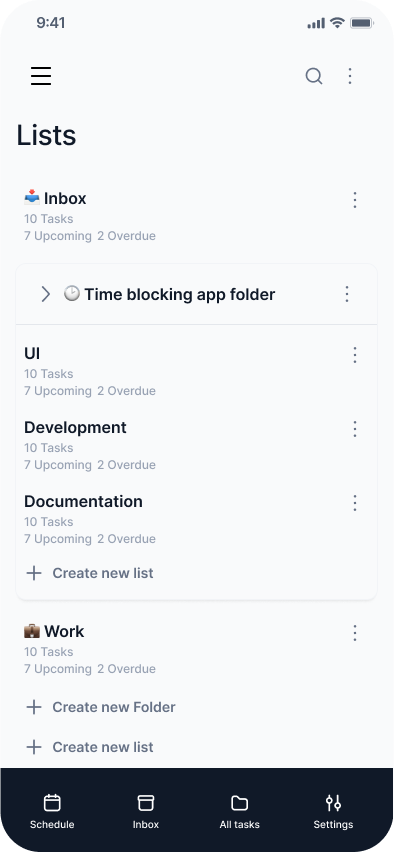 9:41
Lists
📥 Inbox
10 Tasks
7 Upcoming 2 Overdue
🕒 Time blocking app folder
UI
10 Tasks
7 Upcoming 2 Overdue
Development
10 Tasks
7 Upcoming 2 Overdue
Documentation
10 Tasks
7 Upcoming 2 Overdue
+ Create new list
💼 Work
10 Tasks
7 Upcoming 2 Overdue
+ Create new Folder
+ Create new list
Schedule Inbox All tasks Settings